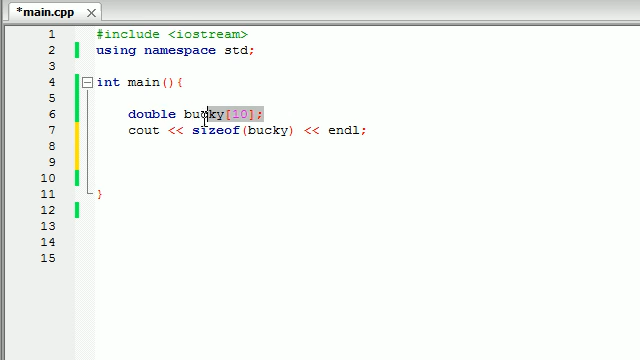 *main.cpp
1 #include <iostream>
2 using namespace std;
3
4 int main(){
5
6 double bucky[10];
7 cout << sizeof(bucky) << endl;
8
9
10
11 }
12
13
14
15